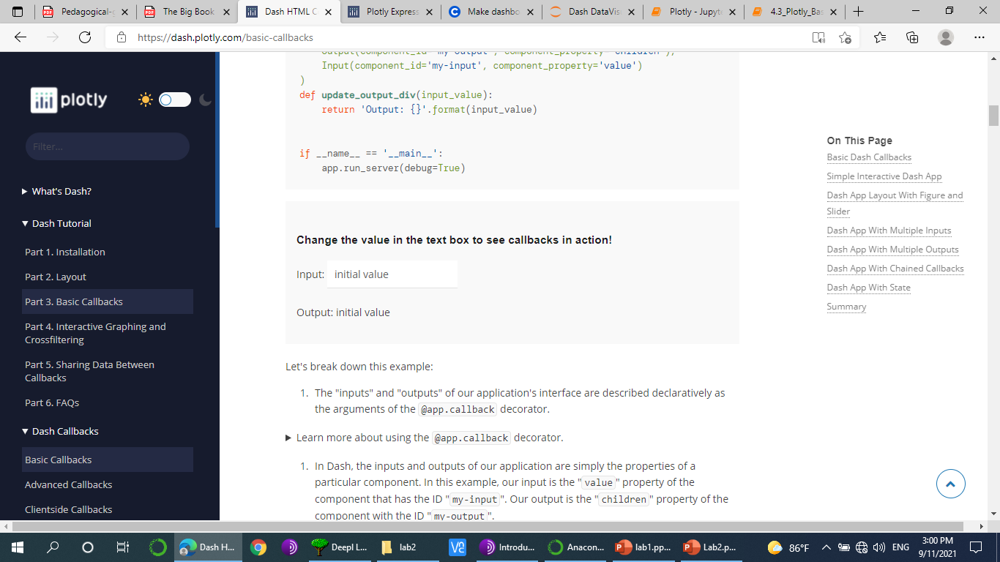 Pedagogical-g
The Big Book
Dash HTML C
Plotly Express
Make dashbo
Dash DataVis
Plotly - Jupyt
4.3_Plotly_Bas
https://dash.plotly.com/basic-callbacks
plotly
Filter...
What's Dash?
Dash Tutorial
Part 1. Installation
Part 2. Layout
Part 3. Basic Callbacks
Part 4. Interactive Graphing and
Crossfiltering
Part 5. Sharing Data Between
Callbacks
Part 6. FAQs
Dash Callbacks
Basic Callbacks
Advanced Callbacks
Clientside Callbacks
Output(component_id='my-output', component_property='children'),
Input(component_id='my-input', component_property='value')
)
def update_output_div(input_value):
return 'Output: {}'.format(input_value)
if __name__ == '__main__':
app.run_server(debug=True)
Change the value in the text box to see callbacks in action!
Input: initial value
Output: initial value
Let's break down this example:
1. The "inputs" and "outputs" of our application's interface are described declaratively as
the arguments of the @app.callback decorator.
Learn more about using the @app.callback decorator.
1. In Dash, the inputs and outputs of our application are simply the properties of a
particular component. In this example, our input is the "value" property of the
component that has the ID "my-input". Our output is the "children" property of the
component with the ID "my-output".
On This Page
Basic Dash Callbacks
Simple Interactive Dash App
Dash App Layout With Figure and
Slider
Dash App With Multiple Inputs
Dash App With Multiple Outputs
Dash App With Chained Callbacks
Dash App With State
Summary
Dash H...
Deepl L...
lab2
Introdu...
Anacon...
lab1.pp...
Lab2.p...
86°F
ENG
3:00 PM
9/11/2021